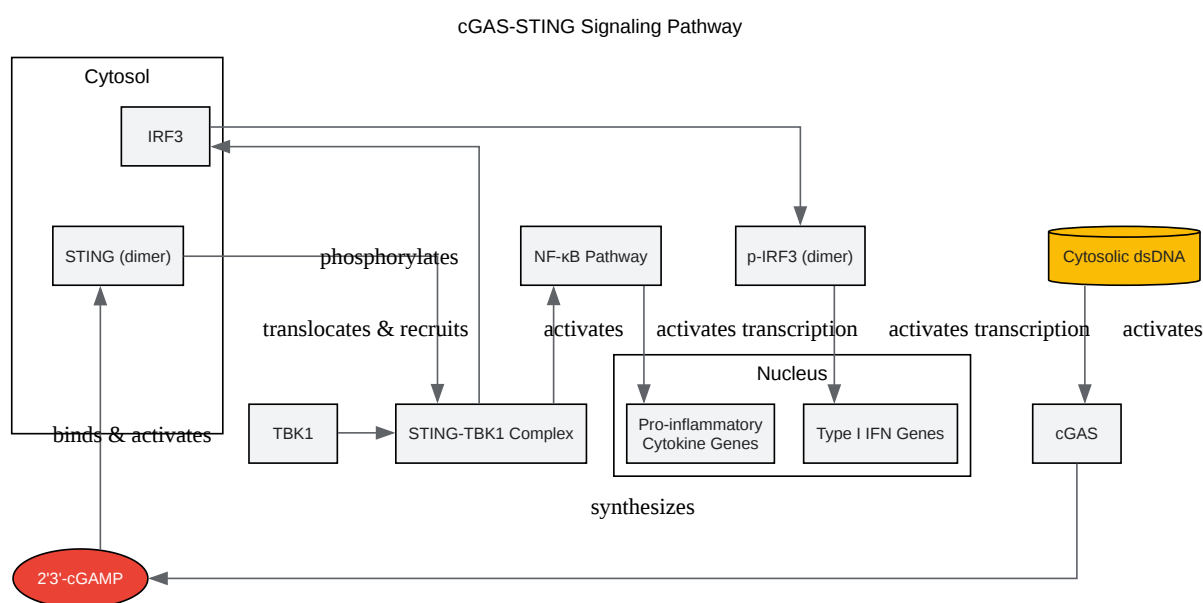 cGAS-STING Signaling Pathway
Cytosol
IRF3
STING (dimer)
phosphorylates
NF-κB Pathway
p-IRF3 (dimer)
Cytosolic dsDNA
translocates & recruits
activates
activates transcription
activates transcription
activates
Nucleus
binds & activates
TBK1
STING-TBK1 Complex
Pro-inflammatory
Cytokine Genes
Type I IFN Genes
cGAS
synthesizes
2'3'-cGAMP